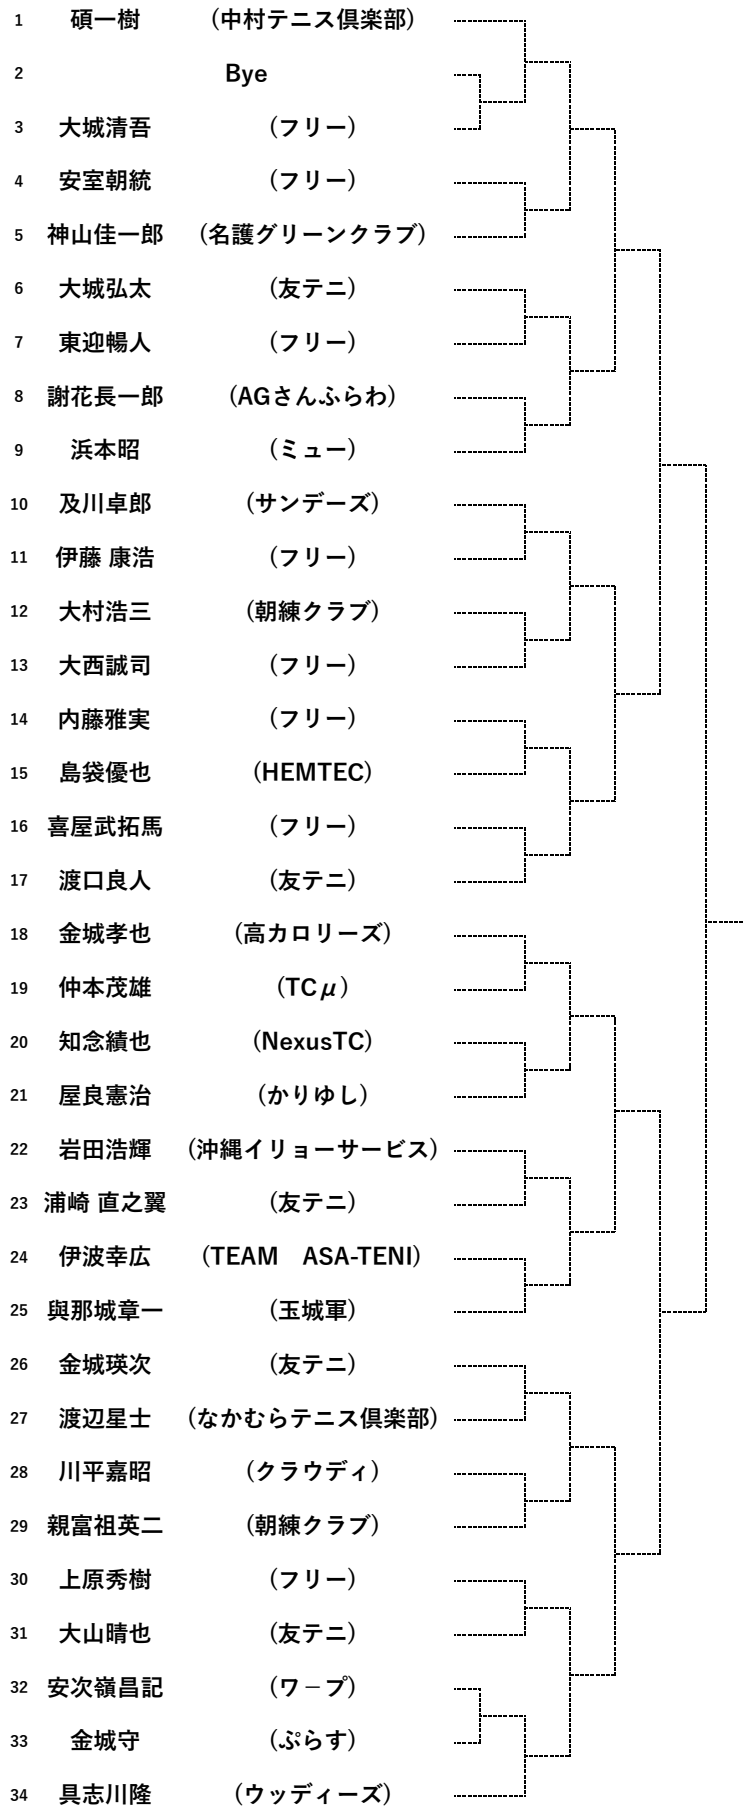 1 碩一樹 (中村テニス倶楽部)
2 Bye
3 大城清吾 (フリー)
4 安室朝統 (フリー)
5 神山佳一郎 (名護グリーンクラブ)
6 大城弘太 (友テニ)
7 東迎暢人 (フリー)
8 謝花長一郎 (AGさんふらわ)
9 浜本昭 (ミュー)
10 及川卓郎 (サンデーズ)
11 伊藤 康浩 (フリー)
12 大村浩三 (朝練クラブ)
13 大西誠司 (フリー)
14 内藤雅実 (フリー)
15 島袋優也 (HEMTEC)
16 喜屋武拓馬 (フリー)
17 渡口良人 (友テニ)
18 金城孝也 (高カロリーズ)
19 仲本茂雄 (TCμ)
20 知念績也 (NexusTC)
21 屋良憲治 (かりゆし)
22 岩田浩輝 (沖縄イリョーサービス)
23 浦崎 直之翼 (友テニ)
24 伊波幸広 (TEAM　ASA-TENI)
25 與那城章一 (玉城軍)
26 金城瑛次 (友テニ)
27 渡辺星士 (なかむらテニス倶楽部)
28 川平嘉昭 (クラウディ)
29 親富祖英二 (朝練クラブ)
30 上原秀樹 (フリー)
31 大山晴也 (友テニ)
32 安次嶺昌記 (ワ－プ)
33 金城守 (ぷらす)
34 具志川隆 (ウッディーズ)